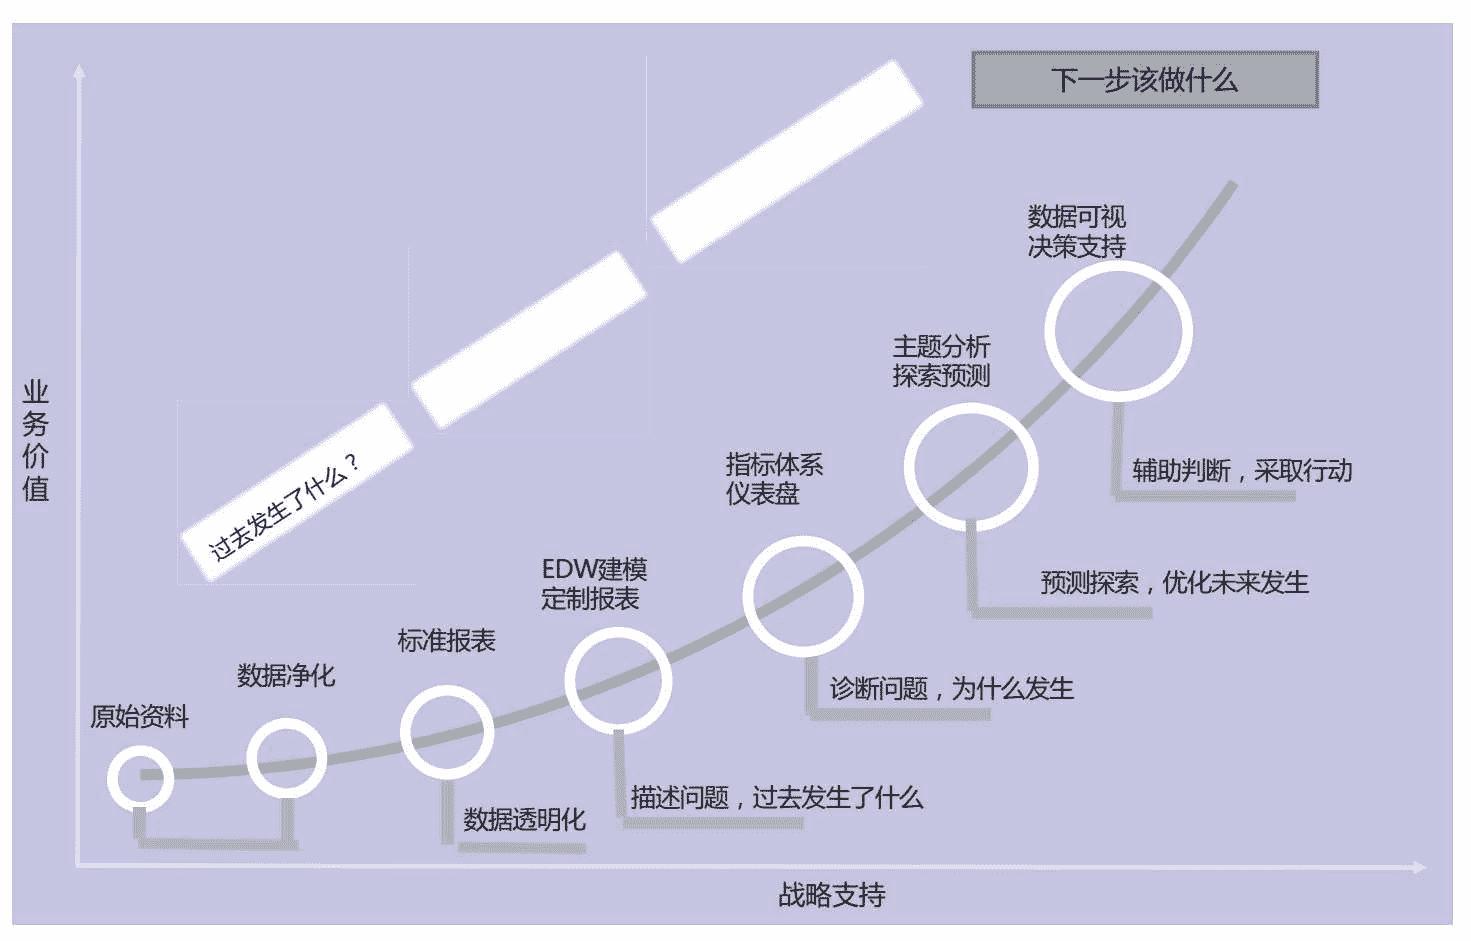 下一步该做什么
数据可视
决策支持
主题分析
探索预测
业务价值
指标体系
仪表盘
辅助判断，采取行动
过去发生了什么？
EDW建模
定制报表
预测探索，优化未来发生
标准报表
数据净化
诊断问题，为什么发生
原始资料
描述问题，过去发生了什么
数据透明化
战略支持